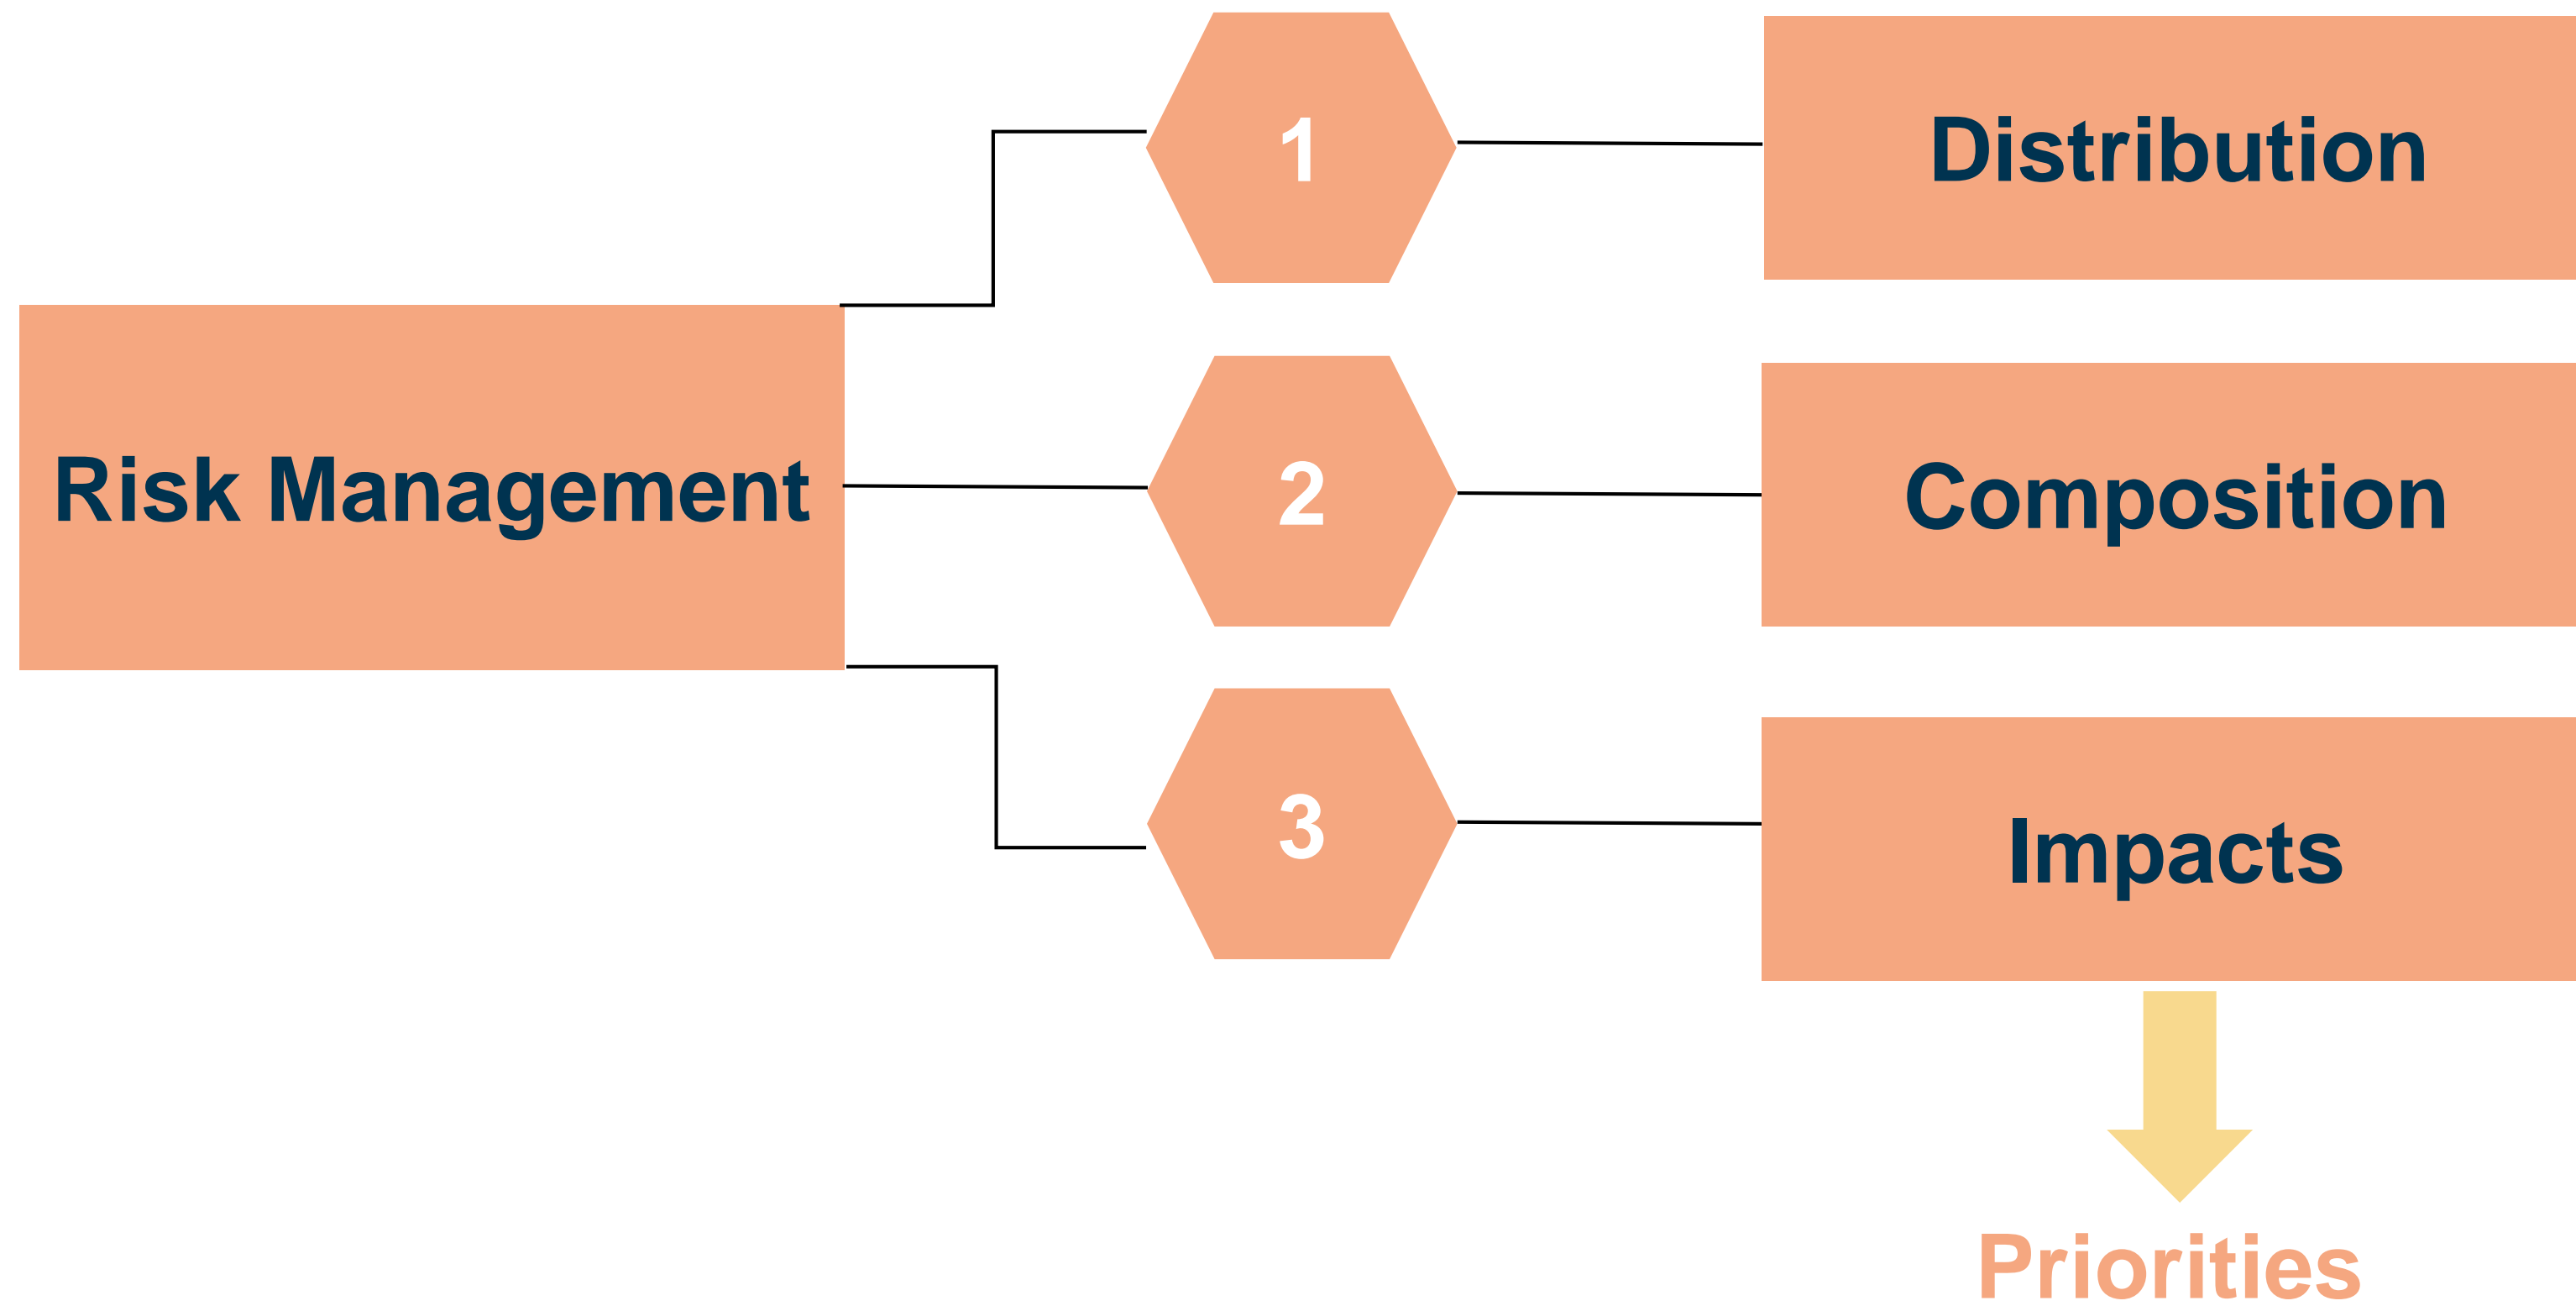 Risk Management
1
Distribution
2
Composition
3
Impacts
Priorities